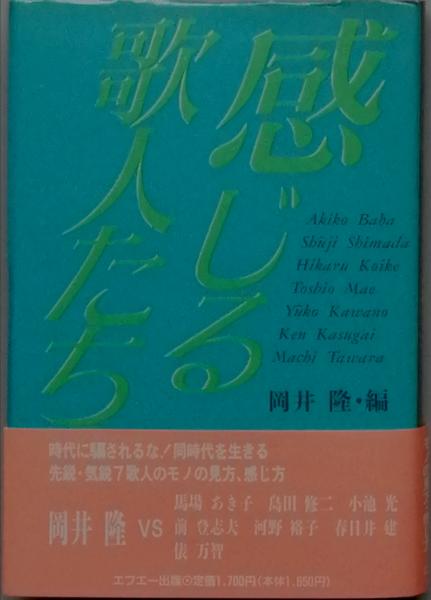 感じる
歌人たち
Akiko Baba
Shūji Shimada
Hikaru Koike
Toshio Mae
Yūko Kawano
Ken Kasugai
Machi Tawara
岡井 隆・編
時代に騙されるな!同時代を生きる
先鋭・気鋭7歌人のモノの見方、感じ方
岡井 隆 VS
馬場 あき子 島田 修二 小池 光
前 登志夫 河野 裕子 春日井 建
俵 万智
エフエー出版⦿定価1,700円(本体1,650円)